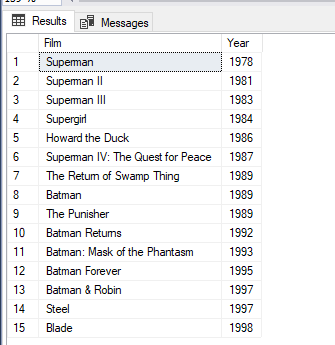 Results Messages
Film Year
1 Superman 1978
2 Superman II 1981
3 Superman III 1983
4 Supergirl 1984
5 Howard the Duck 1986
6 Superman IV: The Quest for Peace 1987
7 The Return of Swamp Thing 1989
8 Batman 1989
9 The Punisher 1989
10 Batman Returns 1992
11 Batman: Mask of the Phantasm 1993
12 Batman Forever 1995
13 Batman & Robin 1997
14 Steel 1997
15 Blade 1998